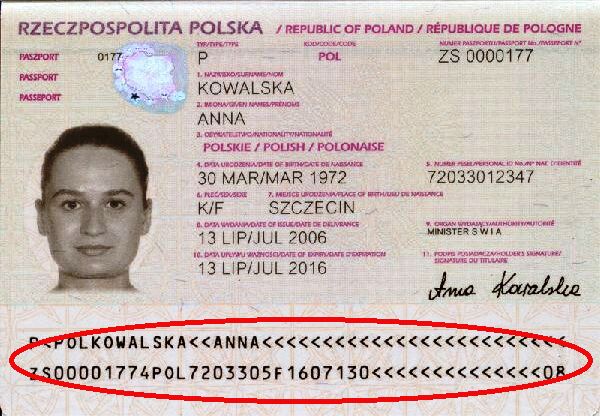 RZECZPOSPOLITA POLSKA / REPUBLIC OF POLAND / RÉPUBLIQUE DE POLOGNE
PASZPORT 0177 TYP/TYPE/TYPE KOD/CODE/CODE NUMER PASZPORTU/PASSPORT No./PASSEPORT N°
PASSPORT P POL ZS 0000177
PASSEPORT
1. NAZWISKO/SURNAME/NOM
KOWALSKA
2. IMIONA/GIVEN NAMES/PRÉNOMS
ANNA
3. OBYWATELSTWO/NATIONALITY/NATIONALITÉ
POLSKIE / POLISH / POLONAISE
4. DATA URODZENIA/DATE OF BIRTH/DATE DE NAISSANCE 5. NUMER PESEL/PERSONAL ID No./N° NAT. D'IDENTITÉ
30 MAR/MAR 1972 72033012347
6. PŁEĆ/SEX/SEXE 7. MIEJSCE URODZENIA/PLACE OF BIRTH/LIEU DE NAISSANCE
K/F SZCZECIN
8. DATA WYDANIA/DATE OF ISSUE/DATE DE DÉLIVRANCE 9. ORGAN WYDAJĄCY/AUTHORITY/AUTORITÉ
13 LIP/JUL 2006 MINISTER S W I A
10. DATA UPŁYWU WAŻNOŚCI/DATE OF EXPIRY/DATE D'EXPIRATION 11. PODPIS POSIADACZA/HOLDER'S SIGNATURE/
SIGNATURE DU TITULAIRE
13 LIP/JUL 2016
Anna Kowalska
P<POLKOWALSKA<<ANNA<<<<<<<<<<<<<<<<<<<<<<<<<
ZS00001774POL7203305F1607130<<<<<<<<<<<<<<08